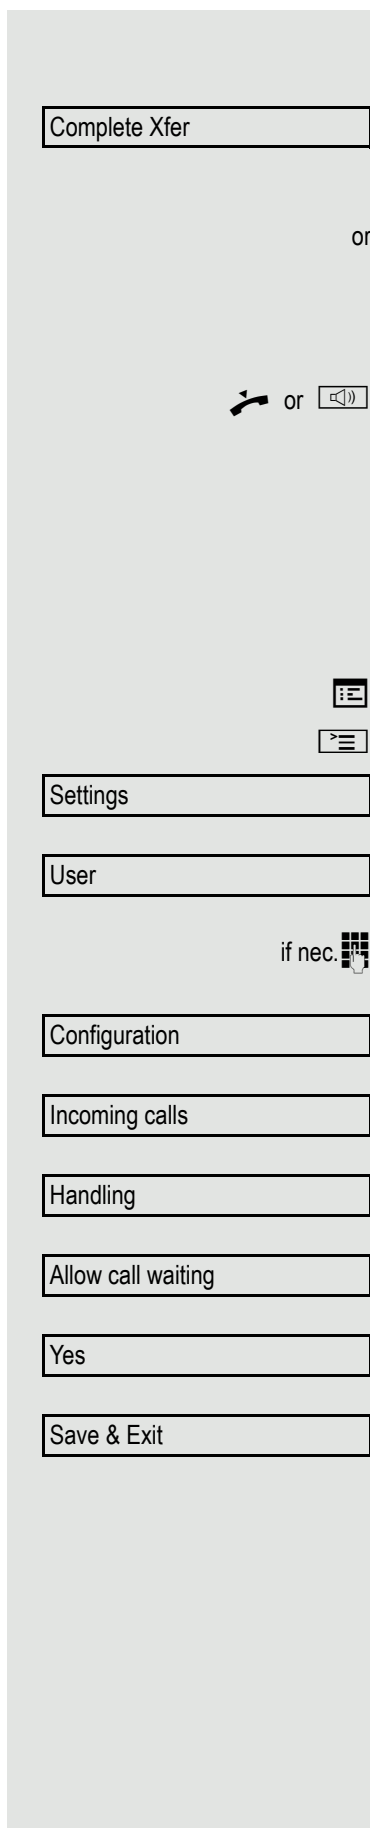 Complete Xfer
or
or
Settings
User
if nec.
Configuration
Incoming calls
Handling
Allow call waiting
Yes
Save & Exit